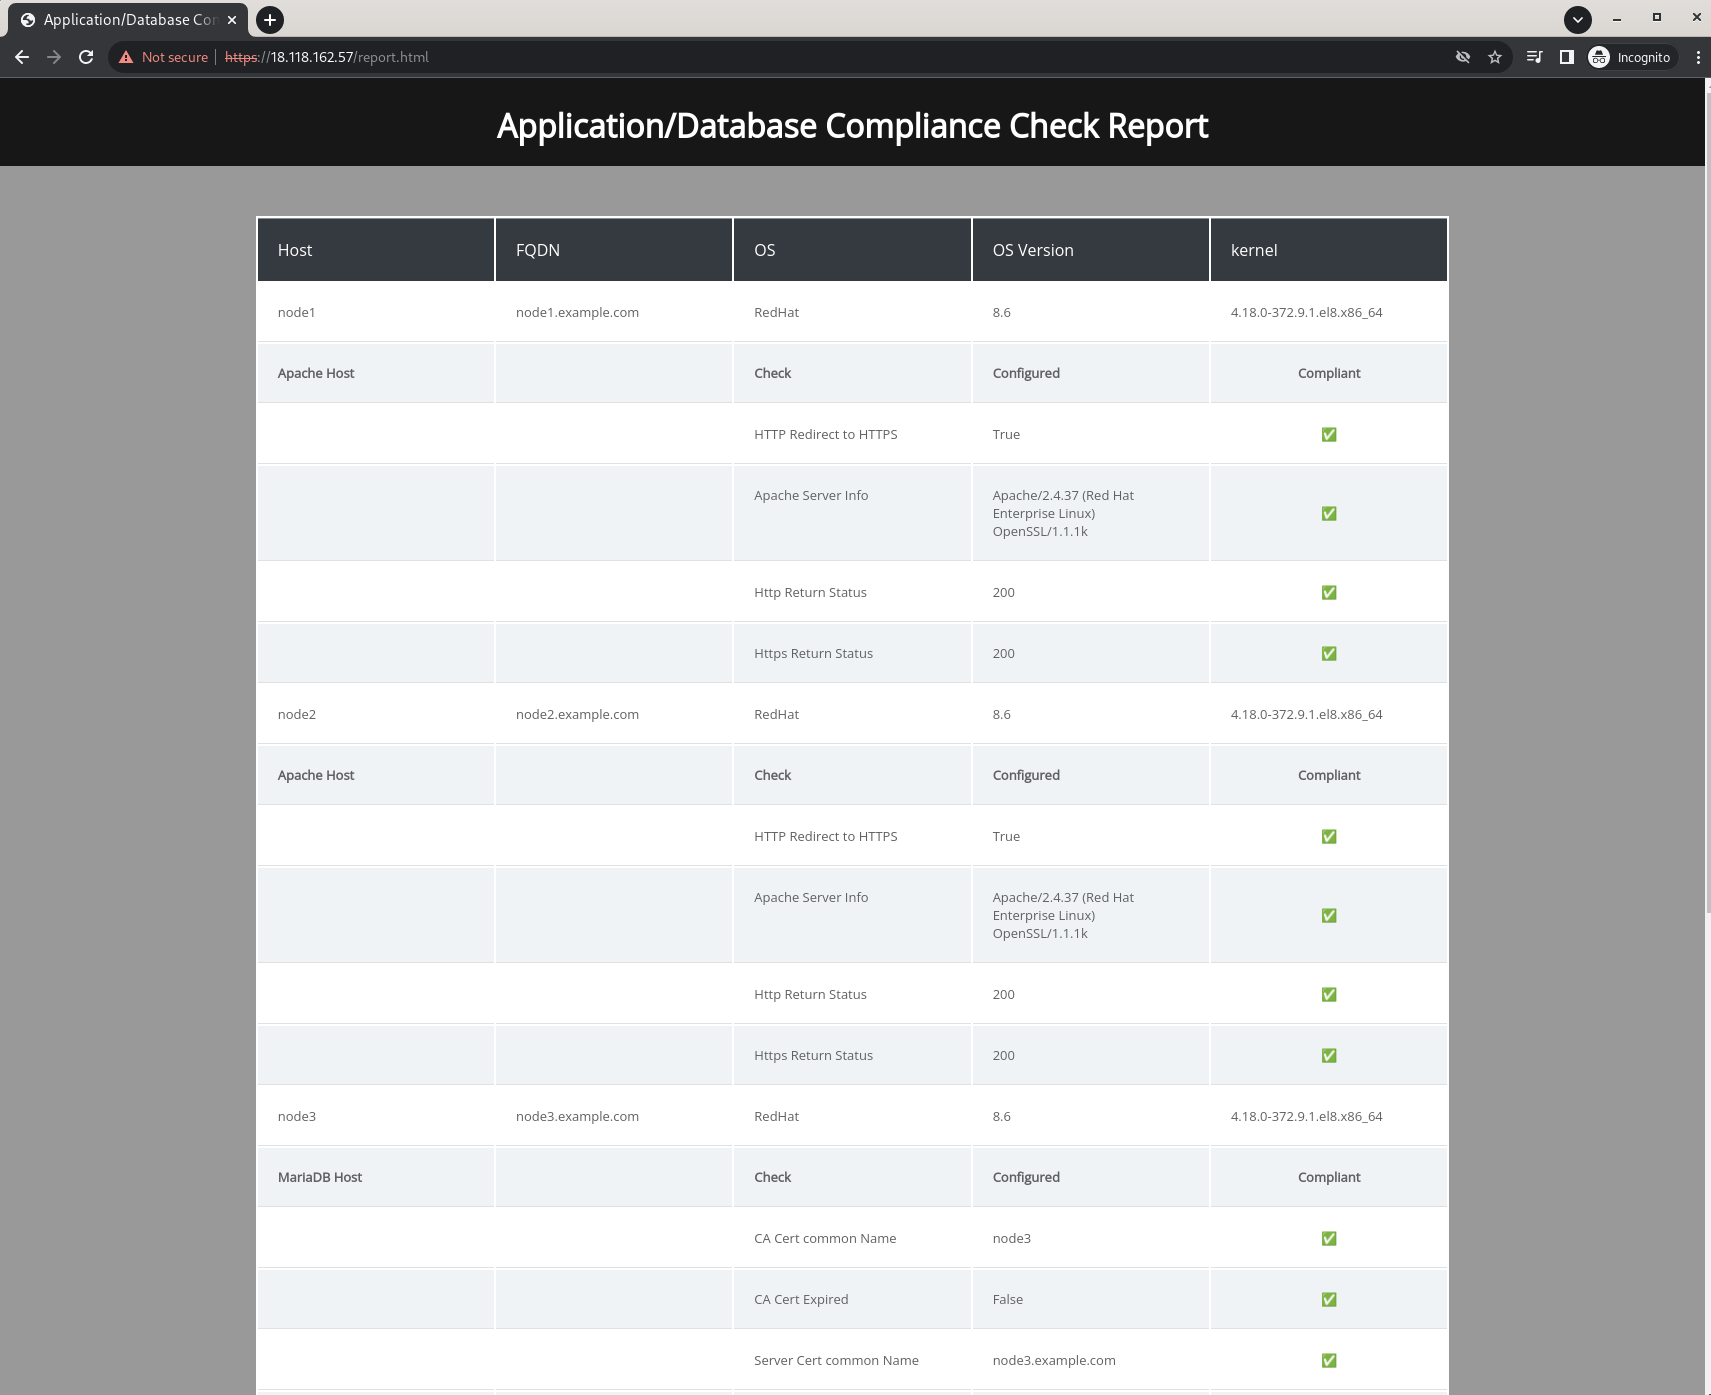 Application/Database Con
Not secure https://18.118.162.57/report.html Incognito
Application/Database Compliance Check Report
Host FQDN OS OS Version kernel
node1 node1.example.com RedHat 8.6 4.18.0-372.9.1.el8.x86_64
Apache Host Check Configured Compliant
HTTP Redirect to HTTPS True ✅
Apache Server Info Apache/2.4.37 (Red Hat
Enterprise Linux) ✅
OpenSSL/1.1.1k
Http Return Status 200 ✅
Https Return Status 200 ✅
node2 node2.example.com RedHat 8.6 4.18.0-372.9.1.el8.x86_64
Apache Host Check Configured Compliant
HTTP Redirect to HTTPS True ✅
Apache Server Info Apache/2.4.37 (Red Hat
Enterprise Linux) ✅
OpenSSL/1.1.1k
Http Return Status 200 ✅
Https Return Status 200 ✅
node3 node3.example.com RedHat 8.6 4.18.0-372.9.1.el8.x86_64
MariaDB Host Check Configured Compliant
CA Cert common Name node3 ✅
CA Cert Expired False ✅
Server Cert common Name node3.example.com ✅